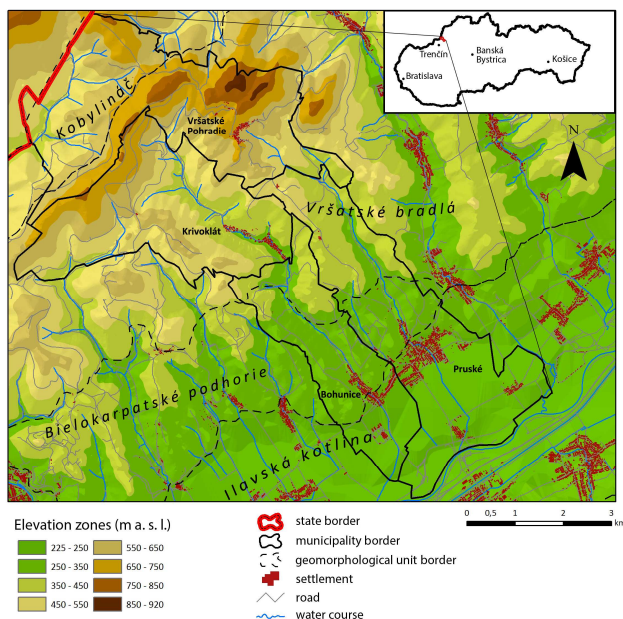 Trenčín
Banská
Bystrica
Košice
Bratislava
N
Kobylináč
Vršatské
Pohradie
Vršatské bradlá
Krivoklát
Pruské
Bohunice
Bielokarpatské podhorie
Ilavská kotlina
Elevation zones (m a. s. l.)
225 - 250
550 - 650
250 - 350
650 - 750
350 - 450
750 - 850
450 - 550
850 - 920
state border
municipality border
geomorphological unit border
settlement
road
water course
0 0,5 1 2 3
km